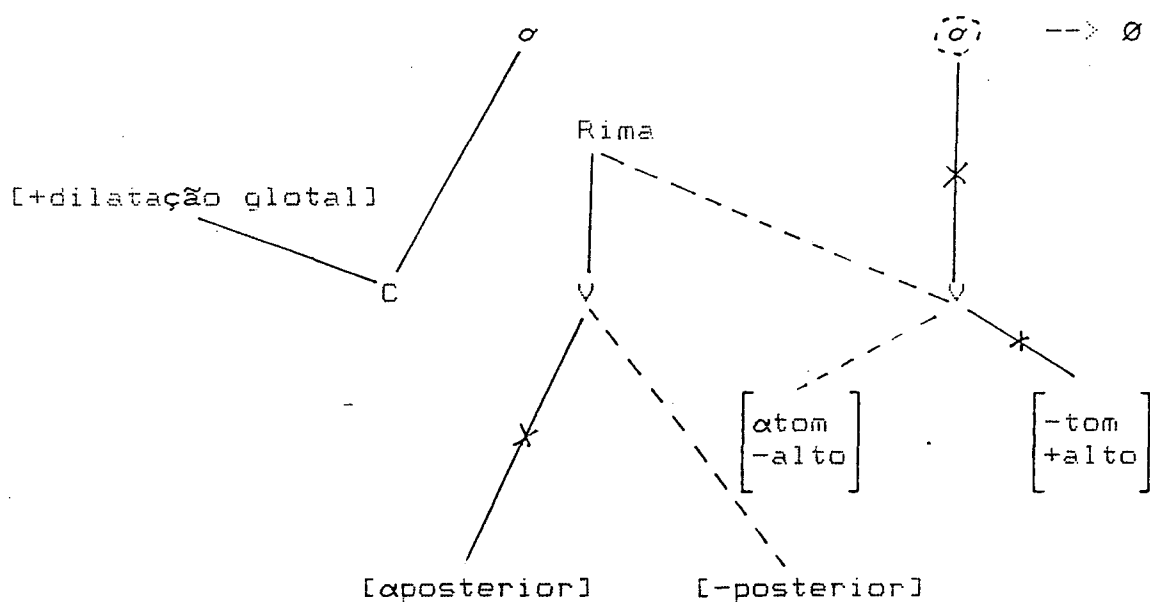 σ σ --> Ø
Rima
[+dilatação glotal]
C V V
[αtom -alto] [-tom +alto]
[αposterior] [-posterior]